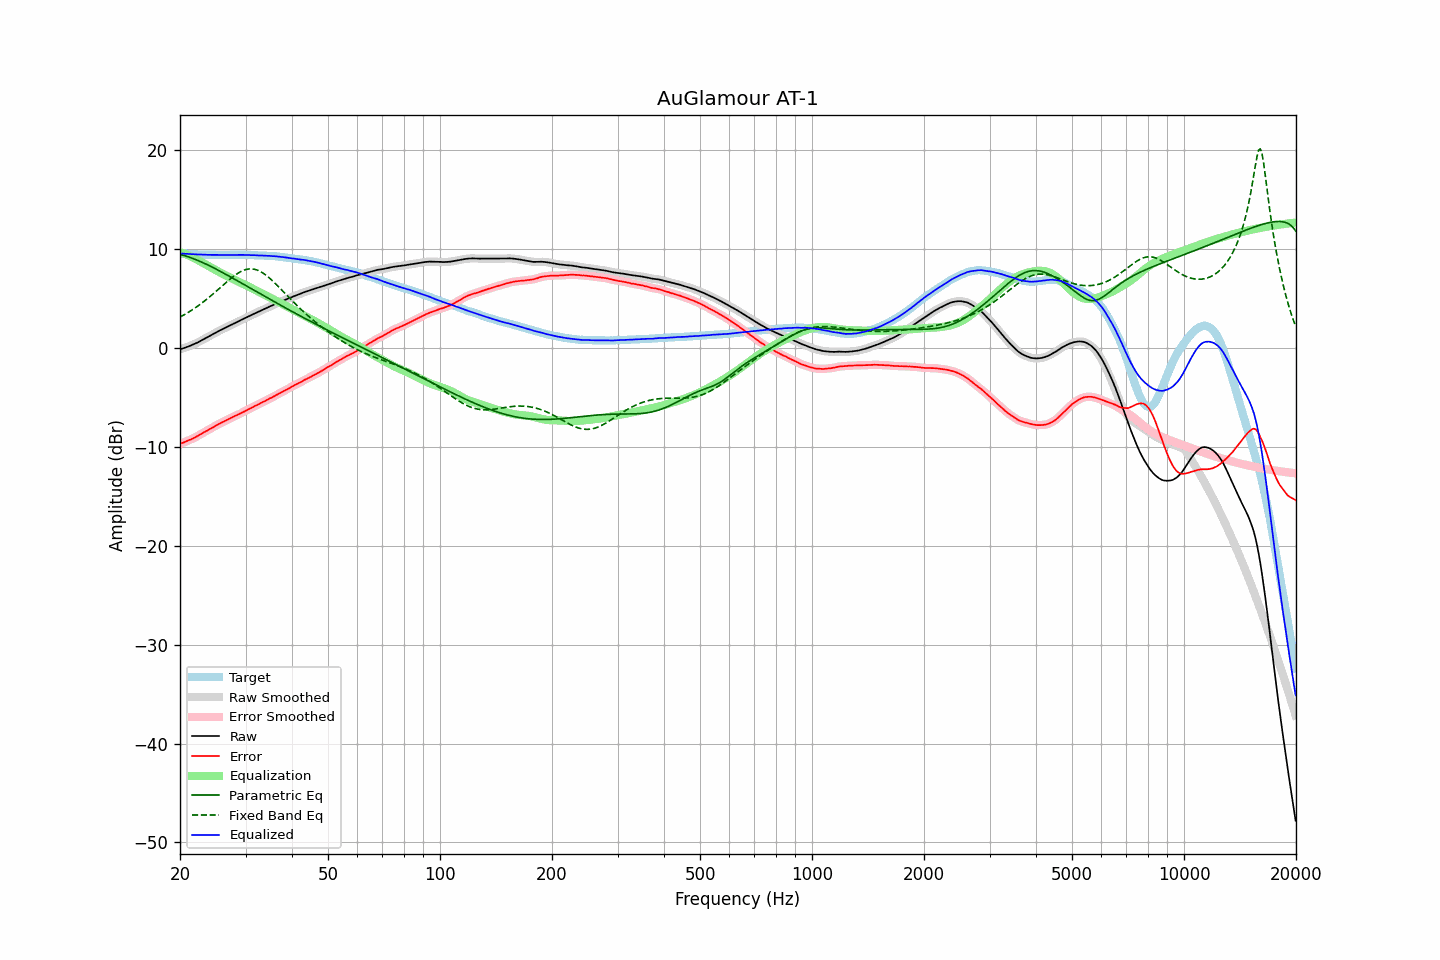 AuGlamour AT-1
Amplitude (dBr)
20
10
0
−10
−20
−30
−40
−50
Target
Raw Smoothed
Error Smoothed
Raw
Error
Equalization
Parametric Eq
Fixed Band Eq
Equalized
20 50 100 200 500 1000 2000 5000 10000 20000
Frequency (Hz)